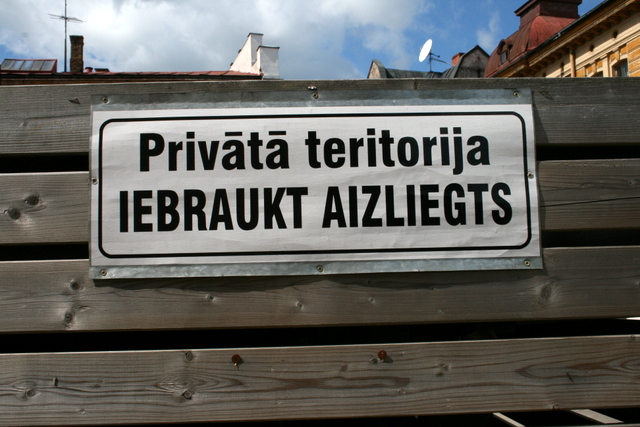 Privātā teritorija
IEBRAUKT AIZLIEGTS